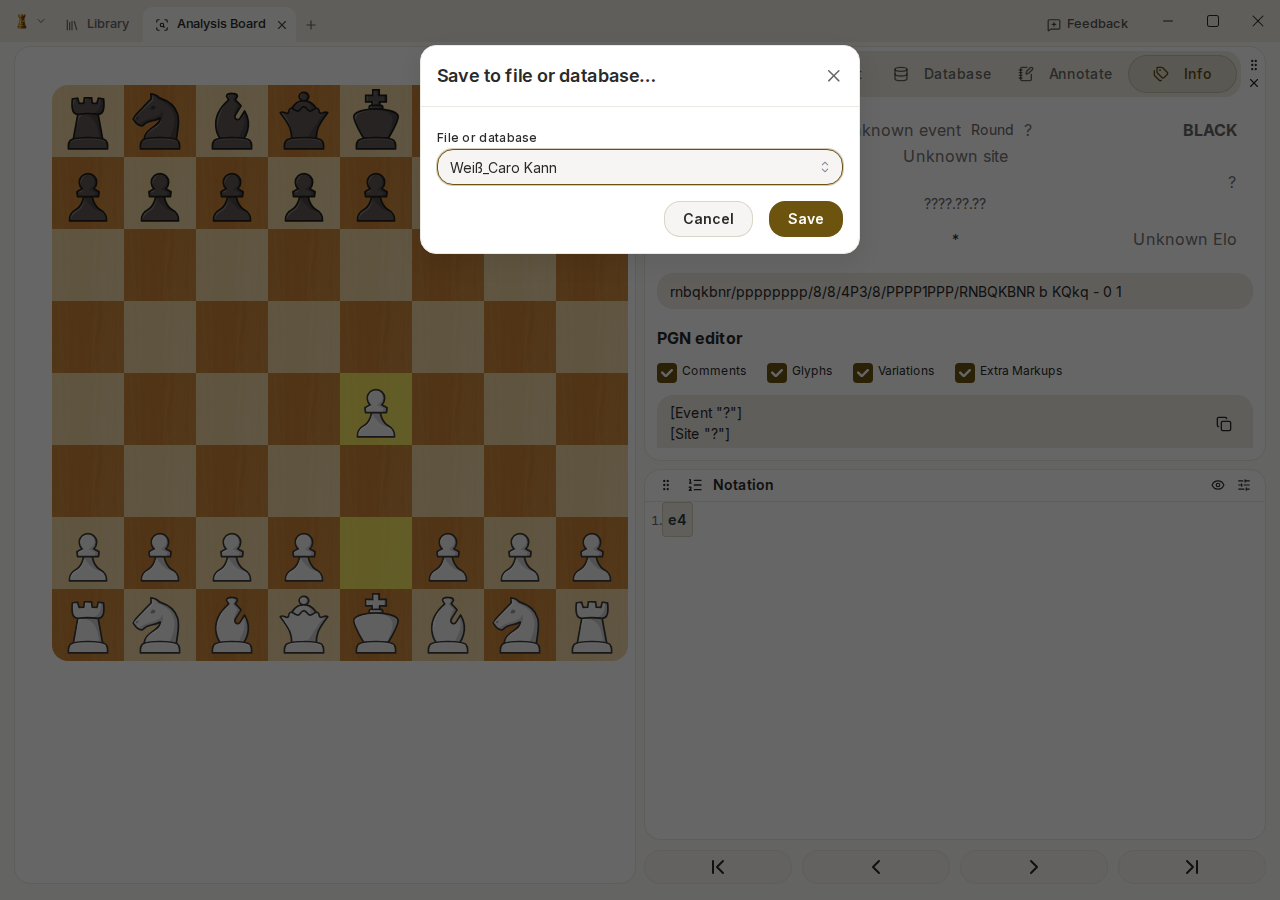 Library
Analysis Board
Feedback
Save to file or database...
File or database
Weiß_Caro Kann
Cancel
Save
Database
Annotate
Info
known event Round ?
BLACK
Unknown site
?
????.??.??
*
Unknown Elo
rnbqkbnr/pppppppp/8/8/4P3/8/PPPP1PPP/RNBQKBNR b KQkq - 0 1
PGN editor
Comments
Glyphs
Variations
Extra Markups
[Event "?"]
[Site "?"]
Notation
1. e4